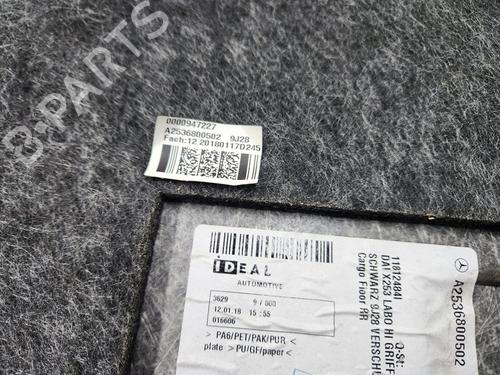 B-PARTS
0000947227
A2536800502 9J28
Fach:12 20180117D245
IDEAL
AUTOMOTIVE
3629 9 / 000
12.01.18 15:55
016606
> PA6/PET/PAK/PUR <
plate > PU/GF/paper <
A2536800502
118124841 0-St:
DAI X253 LABO HI GRIFF
SCHWARZ 9J28 VERSCHL
Cargo Floor RR